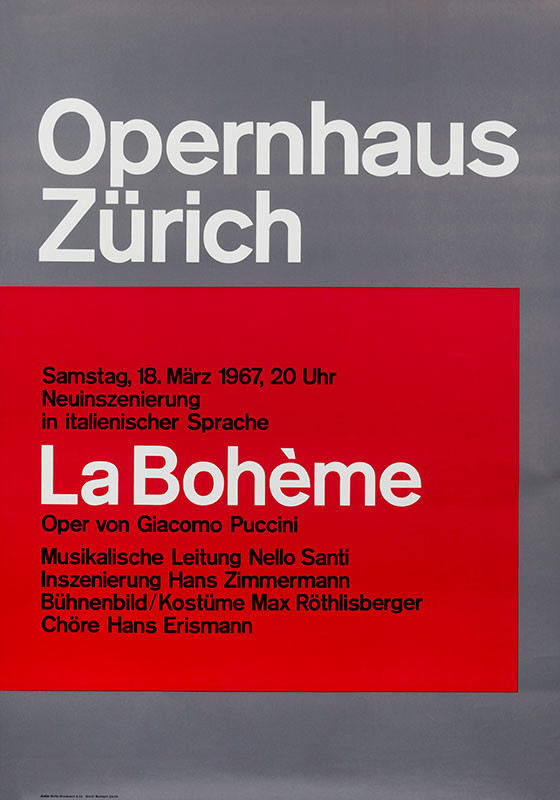 Opernhaus
Zürich
Samstag, 18. März 1967, 20 Uhr
Neuinszenierung
in italienischer Sprache
La Bohème
Oper von Giacomo Puccini
Musikalische Leitung Nello Santi
Inszenierung Hans Zimmermann
Bühnenbild/Kostüme Max Röthlisberger
Chöre Hans Erismann